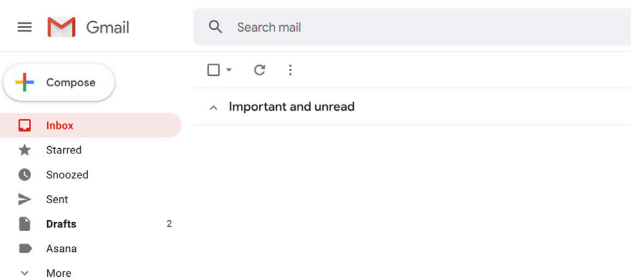 Gmail
Search mail
Compose
Important and unread
Inbox
Starred
Snoozed
Sent
Drafts 2
Asana
More